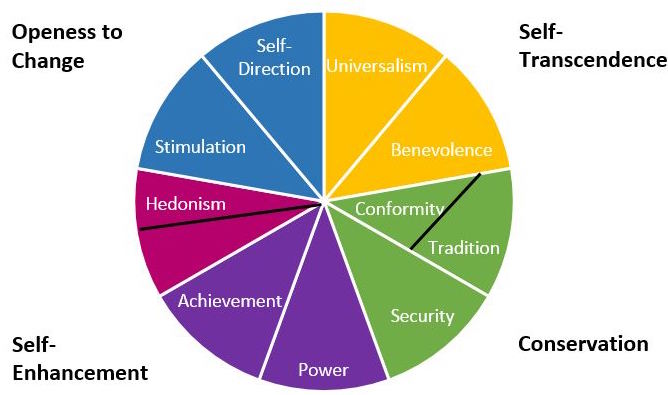 Openess to
Change
Self-
Transcendence
Self-
Direction
Universalism
Stimulation
Benevolence
Hedonism
Conformity
Tradition
Achievement
Security
Power
Self-
Enhancement
Conservation